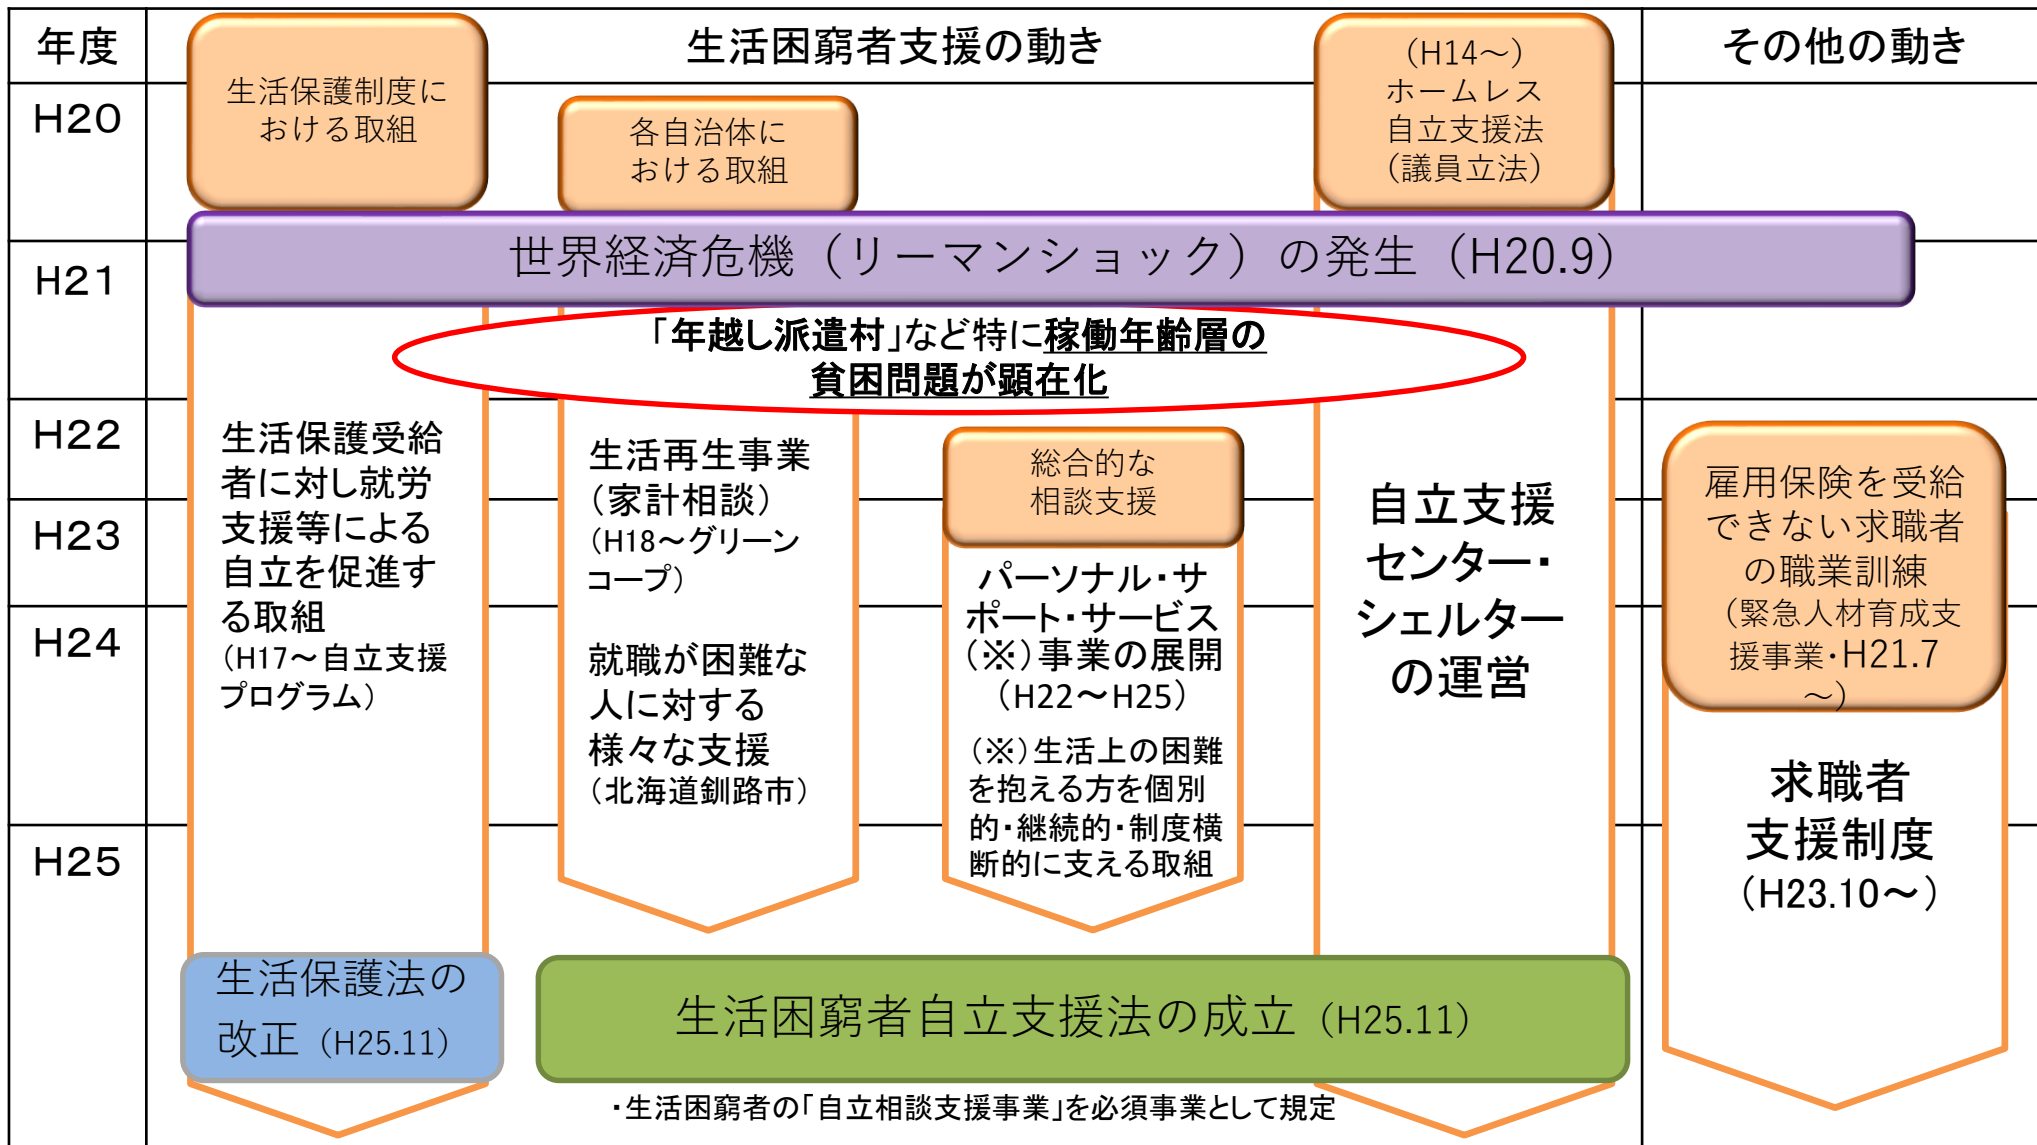 年度
生活困窮者支援の動き
その他の動き
H20
H21
H22
H23
H24
H25
生活保護制度に
おける取組
各自治体に
おける取組
(H14～)
ホームレス
自立支援法
(議員立法)
世界経済危機（リーマンショック）の発生（H20.9）
「年越し派遣村」など特に稼働年齢層の
貧困問題が顕在化
生活保護受給
者に対し就労
支援等による
自立を促進す
る取組
(H17～自立支援
プログラム)
生活再生事業
(家計相談)
(H18～グリーン
コープ)
就職が困難な
人に対する
様々な支援
(北海道釧路市)
総合的な
相談支援
パーソナル・サ
ポート・サービス
(※)事業の展開
(H22～H25)
(※)生活上の困難
を抱える方を個別
的・継続的・制度横
断的に支える取組
自立支援
センター・
シェルター
の運営
雇用保険を受給
できない求職者
の職業訓練
(緊急人材育成支
援事業・H21.7
～)
求職者
支援制度
(H23.10～)
生活保護法の
改正（H25.11）
生活困窮者自立支援法の成立（H25.11）
・生活困窮者の「自立相談支援事業」を必須事業として規定